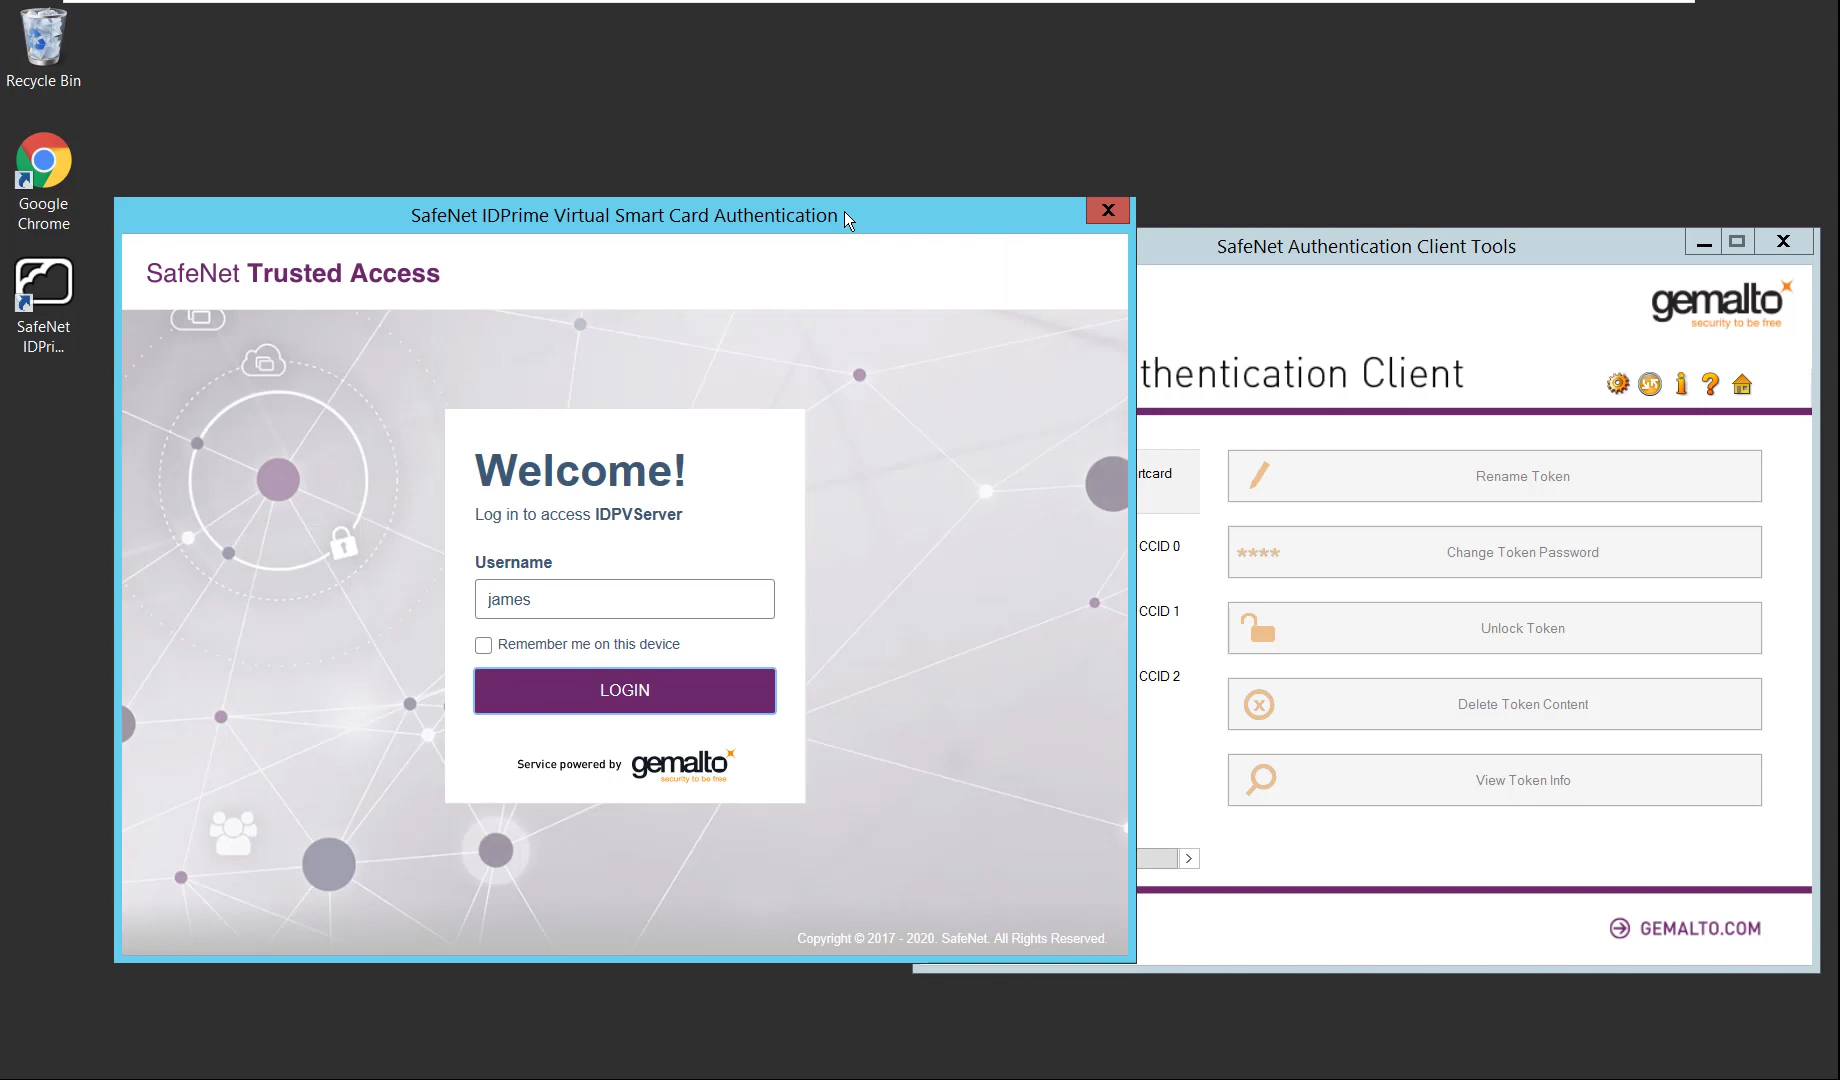 Recycle Bin
Google
Chrome
SafeNet
IDPri...
SafeNet IDPrime Virtual Smart Card Authentication
X
SafeNet Trusted Access
Welcome!
Log in to access IDPVServer
Username
james
Remember me on this device
LOGIN
Service powered by gemalto
security to be free
Copyright © 2017 - 2020. SafeNet. All Rights Reserved.
SafeNet Authentication Client Tools
X
gemalto
security to be free
thentication Client
rtcard
CCID 0
CCID 1
CCID 2
Rename Token
**** Change Token Password
Unlock Token
Delete Token Content
View Token Info
GEMALTO.COM